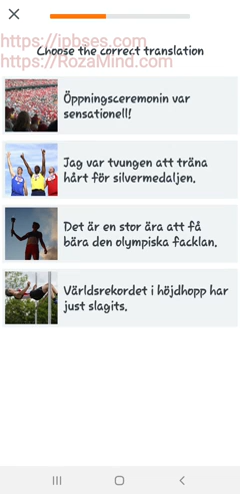 https://ipbses.com
Choose the correct translation
https://RozaMind.com
Öppningsceremonin var
sensationell!
Jag var tvungen att träna
hårt för silvermedaljen.
Det är en stor ära att få
bära den olympiska facklan.
Världsrekordet i höjdhopp har
just slagits.